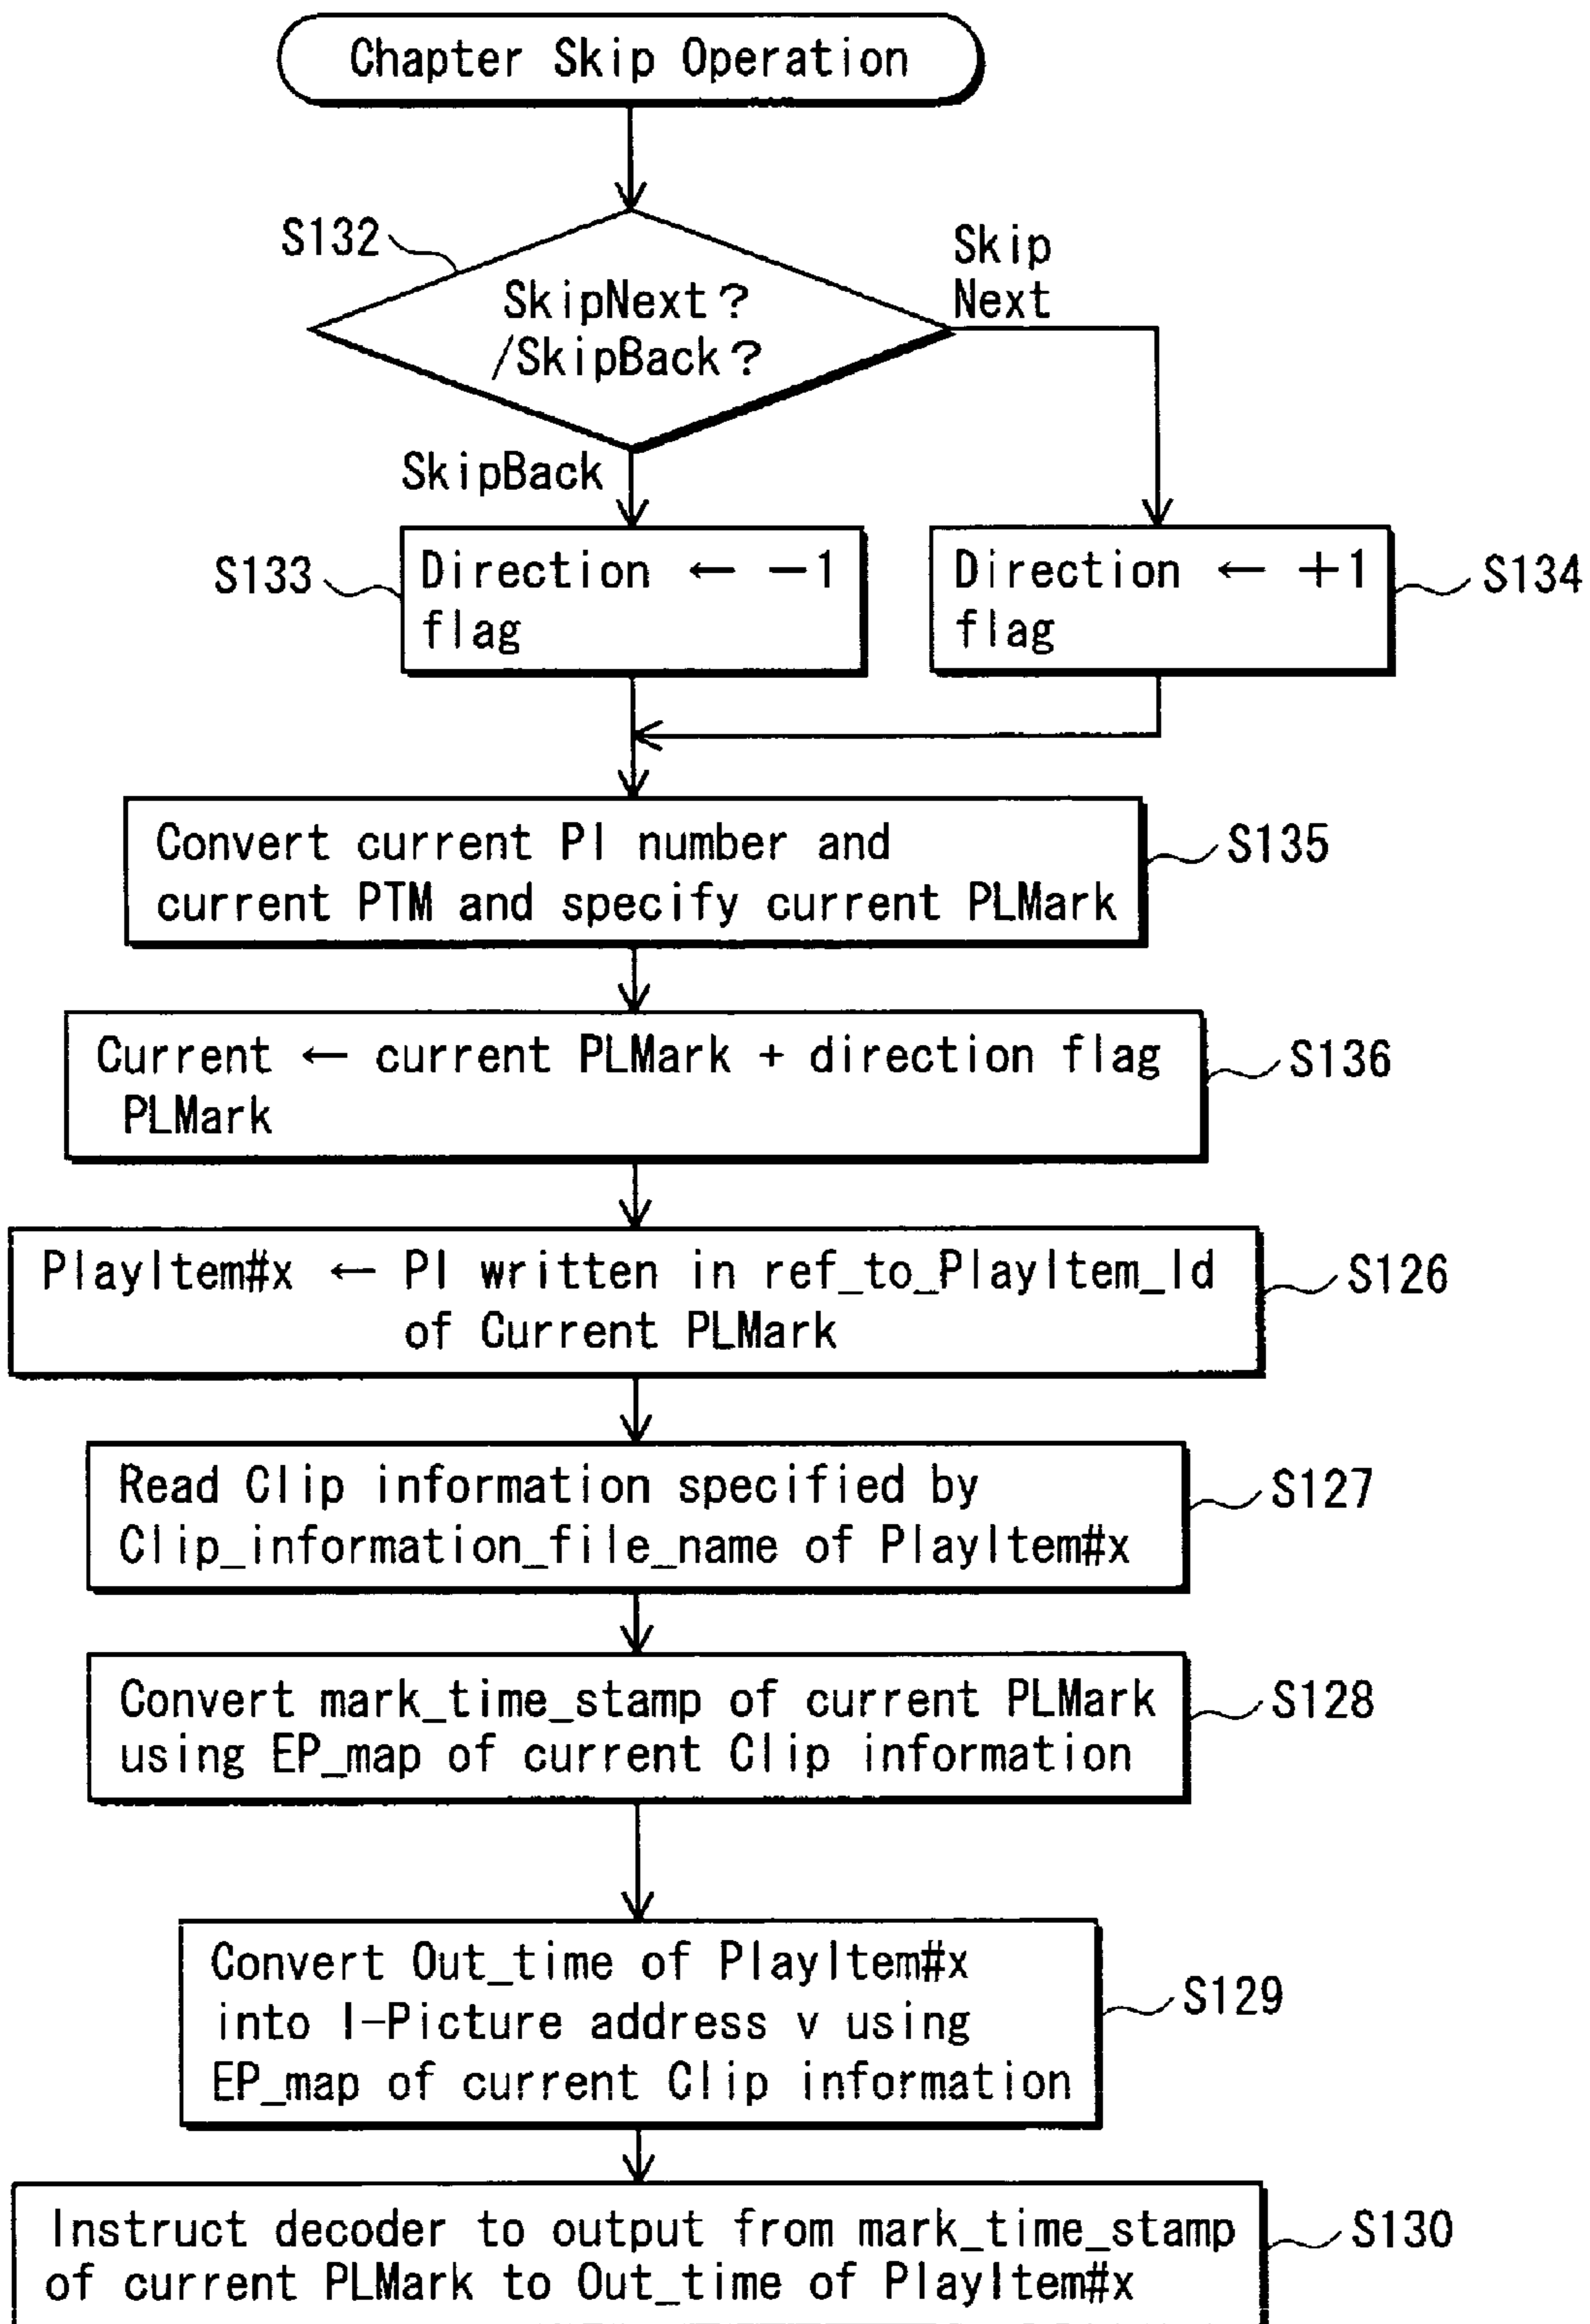 Chapter Skip Operation
S132
SkipNext?
/SkipBack?
Skip
Next
SkipBack
S133
Direction ← −1
flag
Direction ← +1
flag
S134
Convert current PI number and
current PTM and specify current PLMark
S135
Current ← current PLMark + direction flag
PLMark
S136
PlayItem#x ← PI written in ref_to_PlayItem_Id
of Current PLMark
S126
Read Clip information specified by
Clip_information_file_name of PlayItem#x
S127
Convert mark_time_stamp of current PLMark
using EP_map of current Clip information
S128
Convert Out_time of PlayItem#x
into I-Picture address v using
EP_map of current Clip information
S129
Instruct decoder to output from mark_time_stamp
of current PLMark to Out_time of PlayItem#x
S130